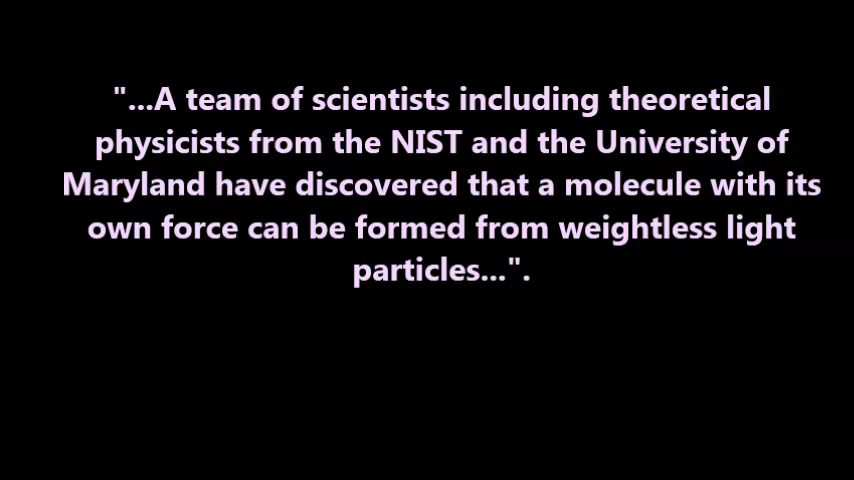 "...A team of scientists including theoretical
physicists from the NIST and the University of
Maryland have discovered that a molecule with its
own force can be formed from weightless light
particles...".